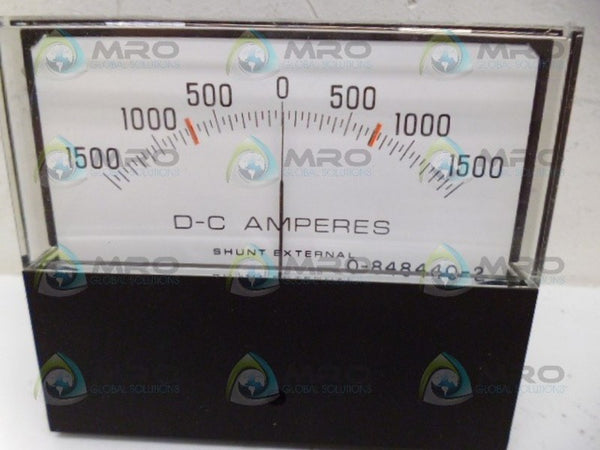 1500 1000 500 0 500 1000 1500
D-C AMPERES
SHUNT EXTERNAL
0-848440-2
MRO
GLOBAL SOLUTIONS